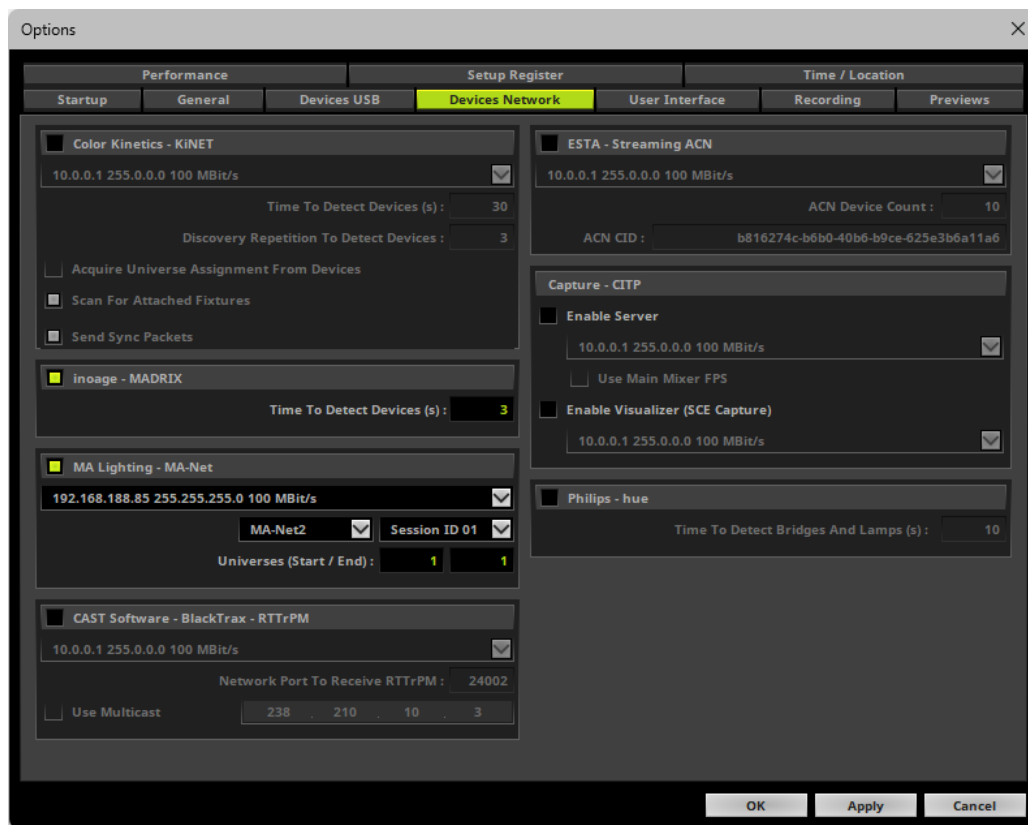 Options
Performance Setup Register Time / Location
Startup General Devices USB Devices Network User Interface Recording Previews
Color Kinetics - KiNET
10.0.0.1 255.0.0.0 100 MBit/s
Time To Detect Devices (s) : 30
Discovery Repetition To Detect Devices : 3
Acquire Universe Assignment From Devices
Scan For Attached Fixtures
Send Sync Packets
inoage - MADRIX
Time To Detect Devices (s) : 3
MA Lighting - MA-Net
192.168.188.85 255.255.255.0 100 MBit/s
MA-Net2 Session ID 01
Universes (Start / End) : 1 1
CAST Software - BlackTrax - RTTrPM
10.0.0.1 255.0.0.0 100 MBit/s
Network Port To Receive RTTrPM : 24002
Use Multicast 238 . 210 . 10 . 3
ESTA - Streaming ACN
10.0.0.1 255.0.0.0 100 MBit/s
ACN Device Count : 10
ACN CID : b816274c-b6b0-40b6-b9ce-625e3b6a11a6
Capture - CITP
Enable Server
10.0.0.1 255.0.0.0 100 MBit/s
Use Main Mixer FPS
Enable Visualizer (SCE Capture)
10.0.0.1 255.0.0.0 100 MBit/s
Philips - hue
Time To Detect Bridges And Lamps (s) : 10
OK Apply Cancel